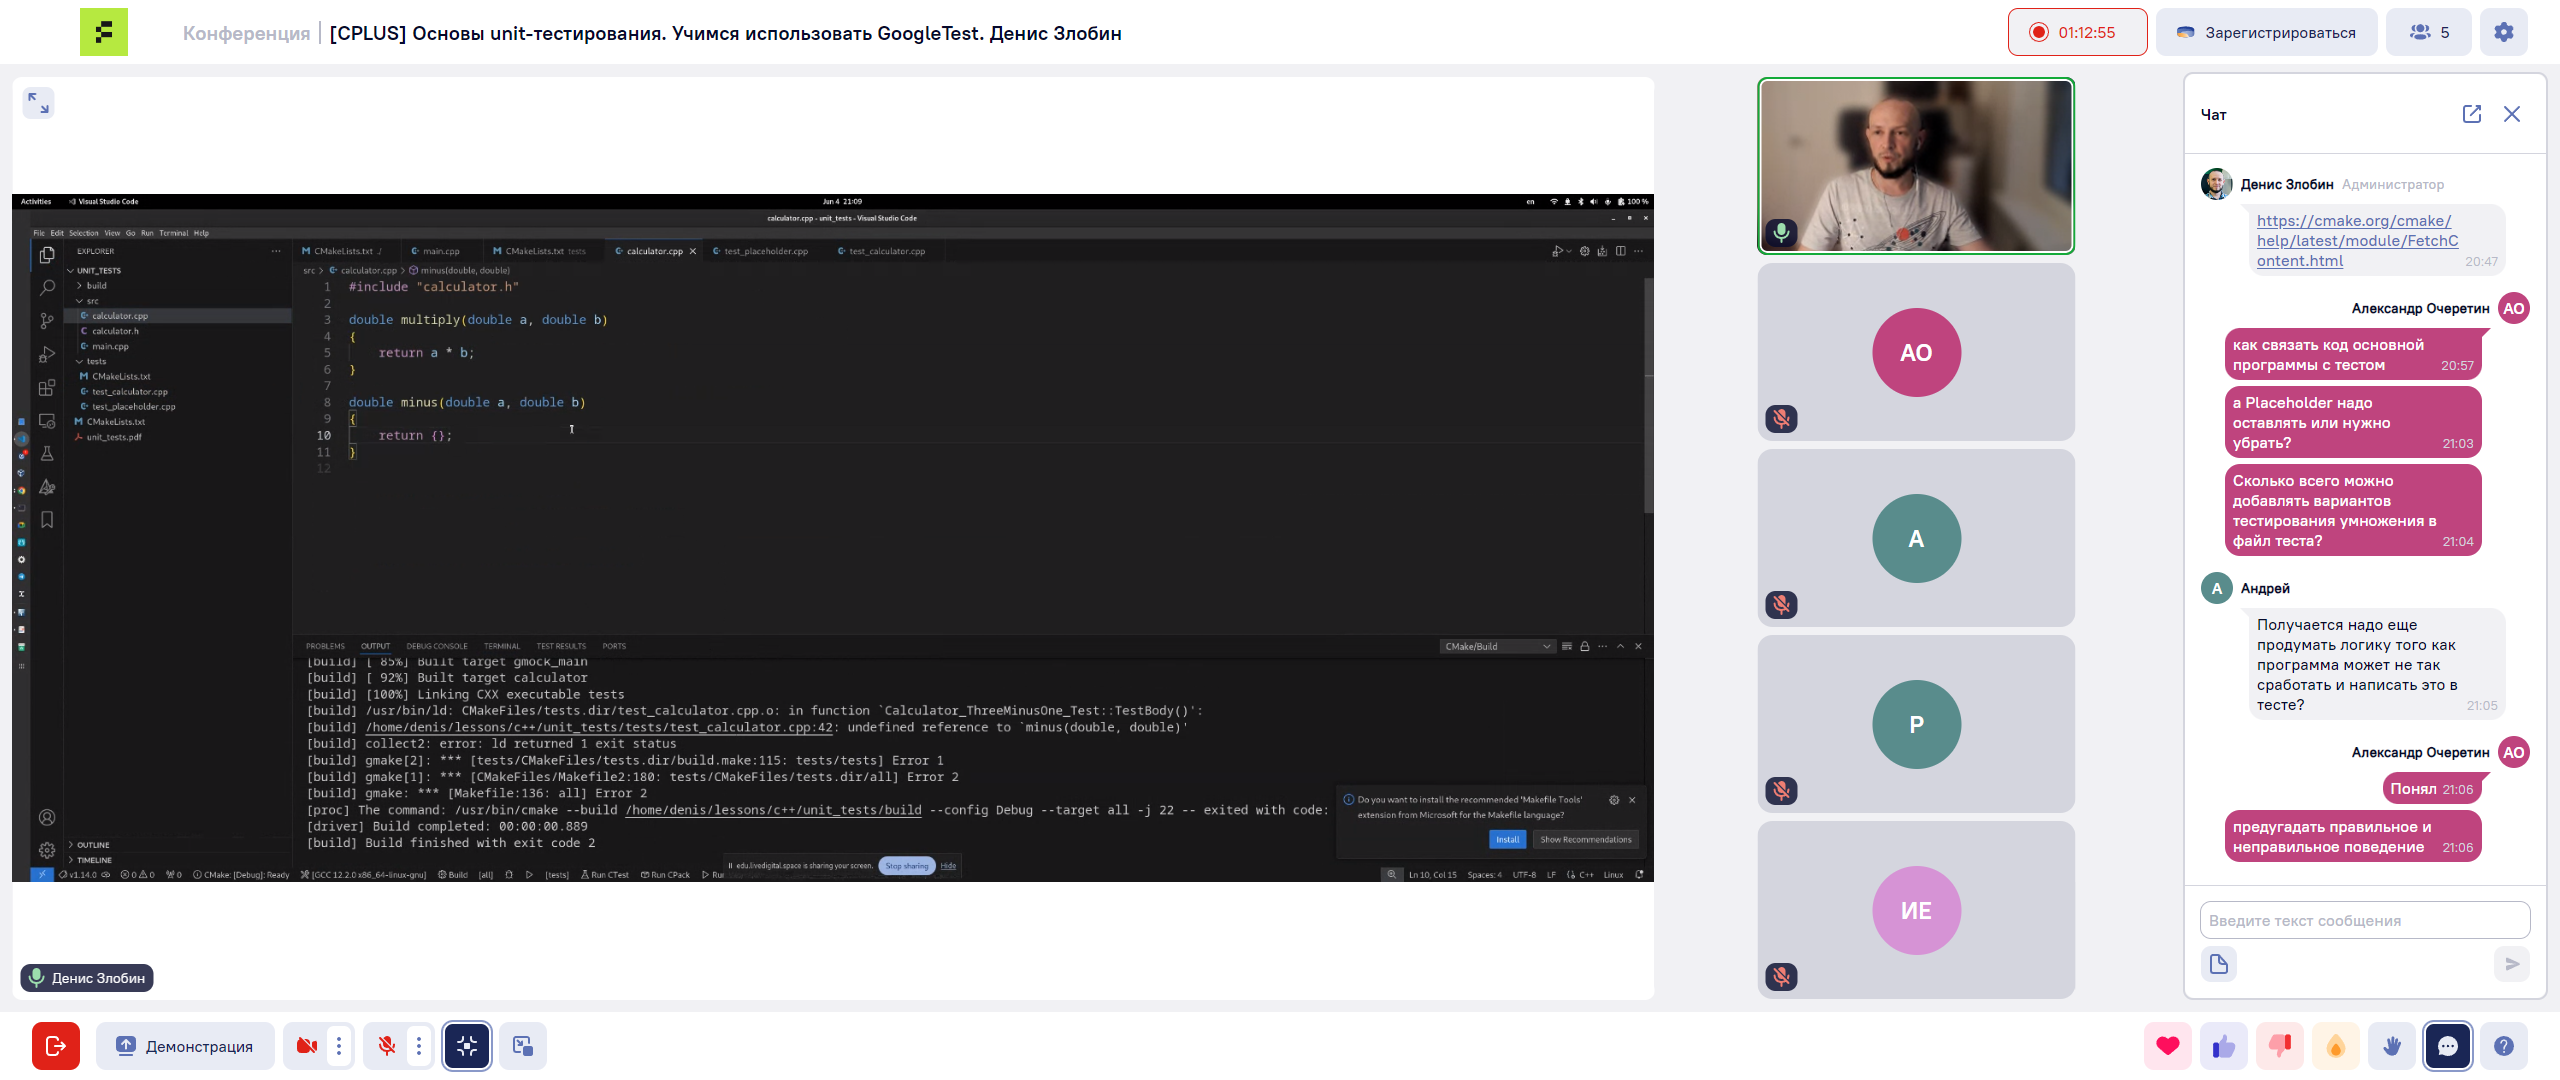 Конференция
[CPLUS] Основы unit-тестирования. Учимся использовать GoogleTest. Денис Злобин
01:12:55
Зарегистрироваться
5
Activities
Visual Studio Code
Jun 4 21:09
en
100 %
calculator.cpp - unit_tests - Visual Studio Code
File Edit Selection View Go Run Terminal Help
EXPLORER
UNIT_TESTS
build
src
calculator.cpp
calculator.h
main.cpp
tests
CMakeLists.txt
test_calculator.cpp
test_placeholder.cpp
CMakeLists.txt
unit_tests.pdf
OUTLINE
TIMELINE
CMakeLists.txt ./
main.cpp
CMakeLists.txt tests
calculator.cpp
test_placeholder.cpp
test_calculator.cpp
src > calculator.cpp > minus(double, double)
1 #include "calculator.h"
2
3 double multiply(double a, double b)
4 {
5 return a * b;
6 }
7
8 double minus(double a, double b)
9 {
10 return {};
11 }
12
PROBLEMS OUTPUT DEBUG CONSOLE TERMINAL TEST RESULTS PORTS
CMake/Build
[build] [ 85%] Built target gmock_main
[build] [ 92%] Built target calculator
[build] [100%] Linking CXX executable tests
[build] /usr/bin/ld: CMakeFiles/tests.dir/test_calculator.cpp.o: in function `Calculator_ThreeMinusOne_Test::TestBody()':
[build] /home/denis/lessons/c++/unit_tests/tests/test_calculator.cpp:42: undefined reference to `minus(double, double)'
[build] collect2: error: ld returned 1 exit status
[build] gmake[2]: *** [tests/CMakeFiles/tests.dir/build.make:115: tests/tests] Error 1
[build] gmake[1]: *** [CMakeFiles/Makefile2:180: tests/CMakeFiles/tests.dir/all] Error 2
[build] gmake: *** [Makefile:136: all] Error 2
[proc] The command: /usr/bin/cmake --build /home/denis/lessons/c++/unit_tests/build --config Debug --target all -j 22 -- exited with code:
[driver] Build completed: 00:00:00.889
[build] Build finished with exit code 2
Do you want to install the recommended 'Makefile Tools'
extension from Microsoft for the Makefile language?
Install
Show Recommendations
edu.livedigital.space is sharing your screen.
Stop sharing
Hide
v1.14.0
0 0
0
CMake: [Debug]: Ready
[GCC 12.2.0 x86_64-linux-gnu]
Build
[all]
[tests]
Run CTest
Run CPack
Run
Ln 10, Col 15
Spaces: 4
UTF-8
LF
C++
Linux
Денис Злобин
АО
А
Р
ИЕ
Чат
Денис Злобин Администратор
https://cmake.org/cmake/
help/latest/module/FetchC
ontent.html 20:47
Александр Очеретин АО
как связать код основной
программы с тестом 20:57
а Placeholder надо
оставлять или нужно
убрать? 21:03
Сколько всего можно
добавлять вариантов
тестирования умножения в
файл теста? 21:04
А Андрей
Получается надо еще
продумать логику того как
программа может не так
сработать и написать это в
тесте? 21:05
Александр Очеретин АО
Понял 21:06
предугадать правильное и
неправильное поведение 21:06
Введите текст сообщения
Демонстрация